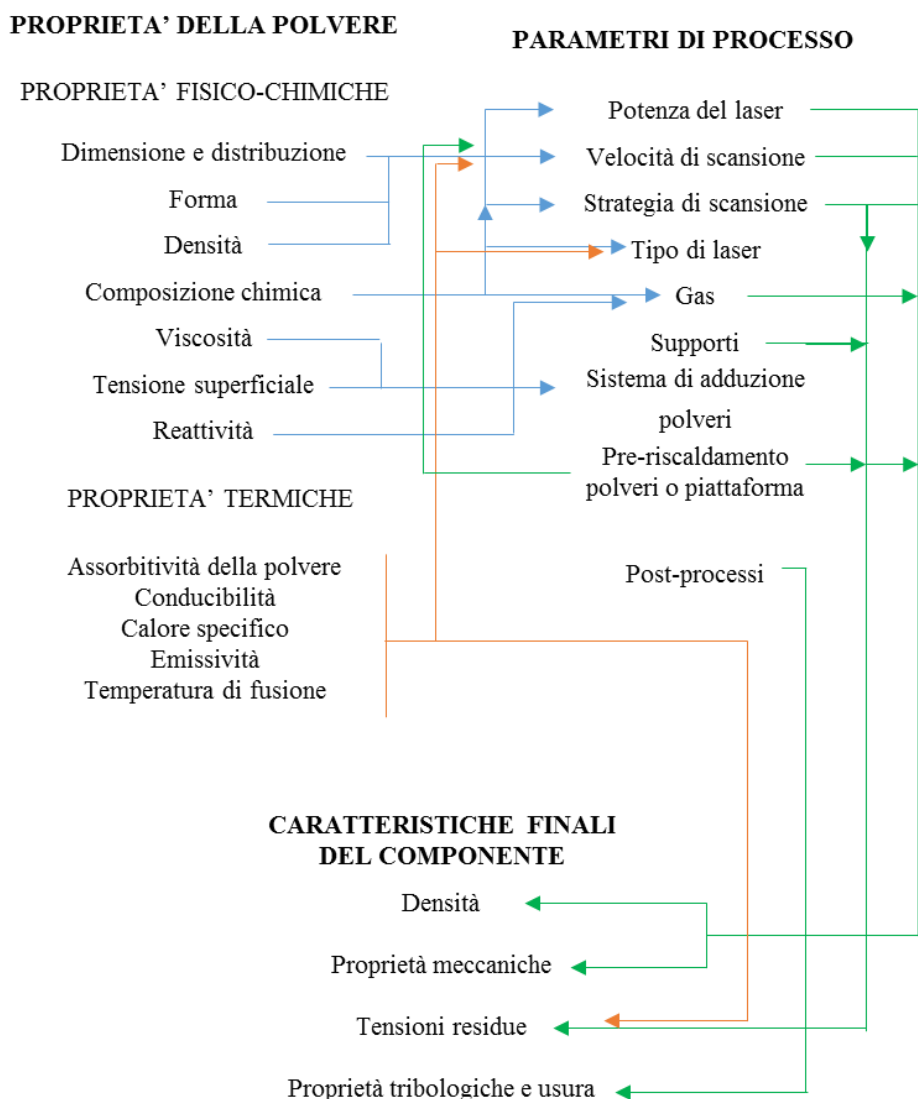 PROPRIETA’ DELLA POLVERE
PROPRIETA’ FISICO-CHIMICHE
Dimensione e distribuzione
Forma
Densità
Composizione chimica
Viscosità
Tensione superficiale
Reattività
PROPRIETA’ TERMICHE
Assorbitività della polvere
Conducibilità
Calore specifico
Emissività
Temperatura di fusione
PARAMETRI DI PROCESSO
Potenza del laser
Velocità di scansione
Strategia di scansione
Tipo di laser
Gas
Supporti
Sistema di adduzione
polveri
Pre-riscaldamento
polveri o piattaforma
Post-processi
CARATTERISTICHE FINALI
DEL COMPONENTE
Densità
Proprietà meccaniche
Tensioni residue
Proprietà tribologiche e usura